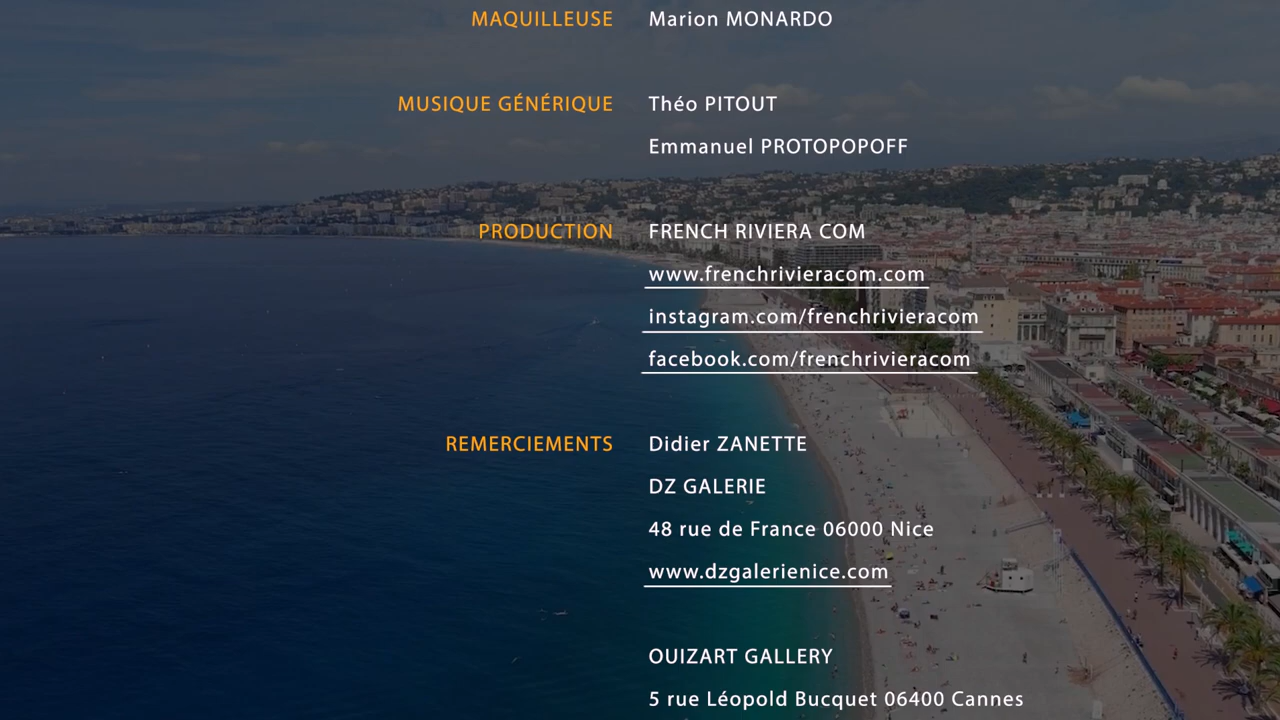 MAQUILLEUSE Marion MONARDO
MUSIQUE GÉNÉRIQUE Théo PITOUT
Emmanuel PROTOPOPOFF
PRODUCTION FRENCH RIVIERA COM
www.frenchrivieracom.com
instagram.com/frenchrivieracom
facebook.com/frenchrivieracom
REMERCIEMENTS Didier ZANETTE
DZ GALERIE
48 rue de France 06000 Nice
www.dzgalerienice.com
OUIZART GALLERY
5 rue Léopold Bucquet 06400 Cannes